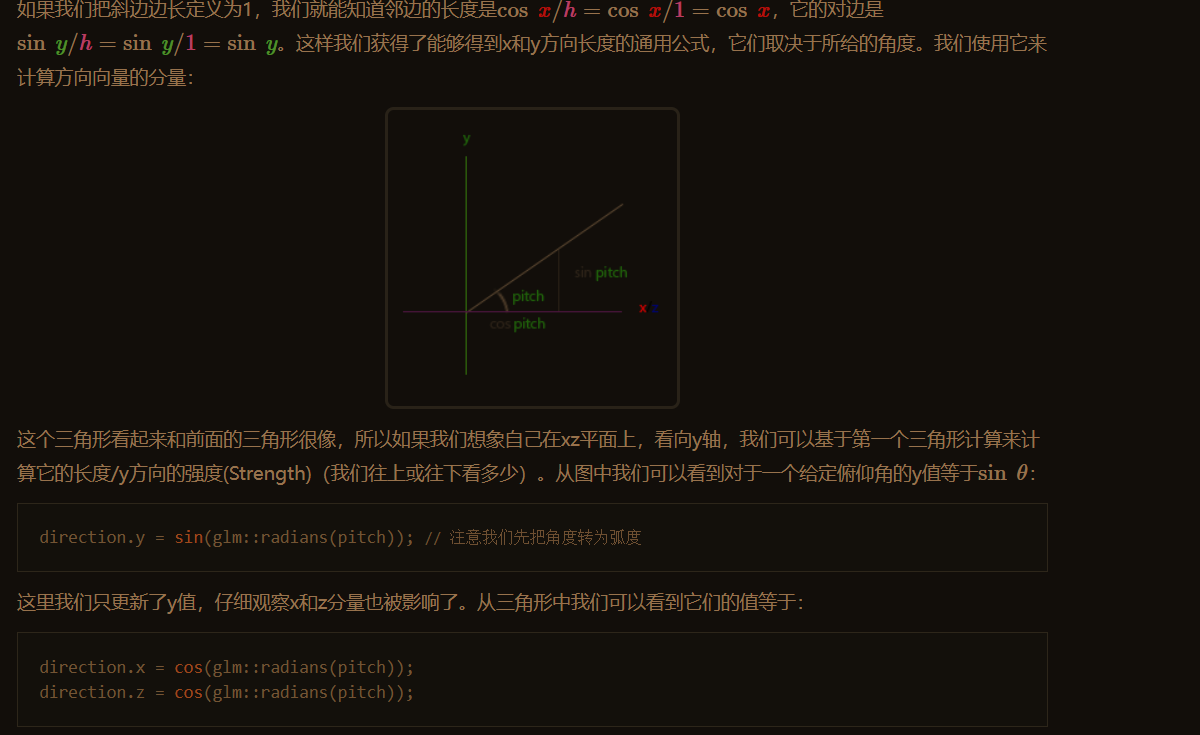 如果我们把斜边边长定义为1，我们就能知道邻边的长度是cos x/h = cos x/1 = cos x，它的对边是
sin y/h = sin y/1 = sin y。这样我们获得了能够得到x和y方向长度的通用公式，它们取决于所给的角度。我们使用它来
计算方向向量的分量：
y
sin pitch
pitch
x/z
cos pitch
这个三角形看起来和前面的三角形很像，所以如果我们想象自己在xz平面上，看向y轴，我们可以基于第一个三角形计算来计
算它的长度/y方向的强度(Strength)（我们往上或往下看多少）。从图中我们可以看到对于一个给定俯仰角的y值等于sin θ：
direction.y = sin(glm::radians(pitch)); // 注意我们先把角度转为弧度
这里我们只更新了y值，仔细观察x和z分量也被影响了。从三角形中我们可以看到它们的值等于：
direction.x = cos(glm::radians(pitch));
direction.z = cos(glm::radians(pitch));